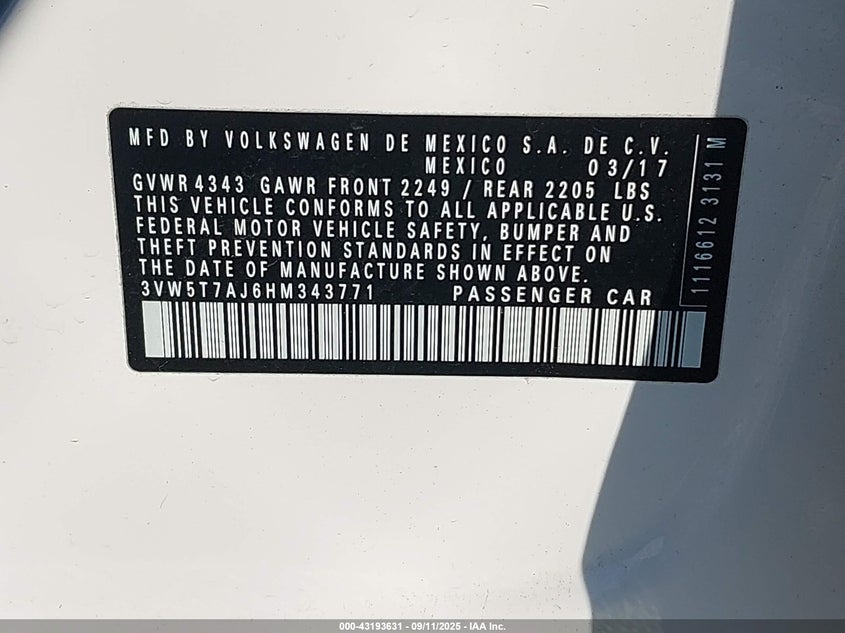 MFD BY VOLKSWAGEN DE MEXICO S.A. DE C.V.
MEXICO 03/17
GVWR 4343 GAWR FRONT 2249 / REAR 2205 LBS
THIS VEHICLE CONFORMS TO ALL APPLICABLE U.S.
FEDERAL MOTOR VEHICLE SAFETY, BUMPER AND
THEFT PREVENTION STANDARDS IN EFFECT ON
THE DATE OF MANUFACTURE SHOWN ABOVE.
3VW5T7AJ6HM343771 PASSENGER CAR
1116612 3131 M
000-43193631 - 09/11/2025 - IAA Inc.